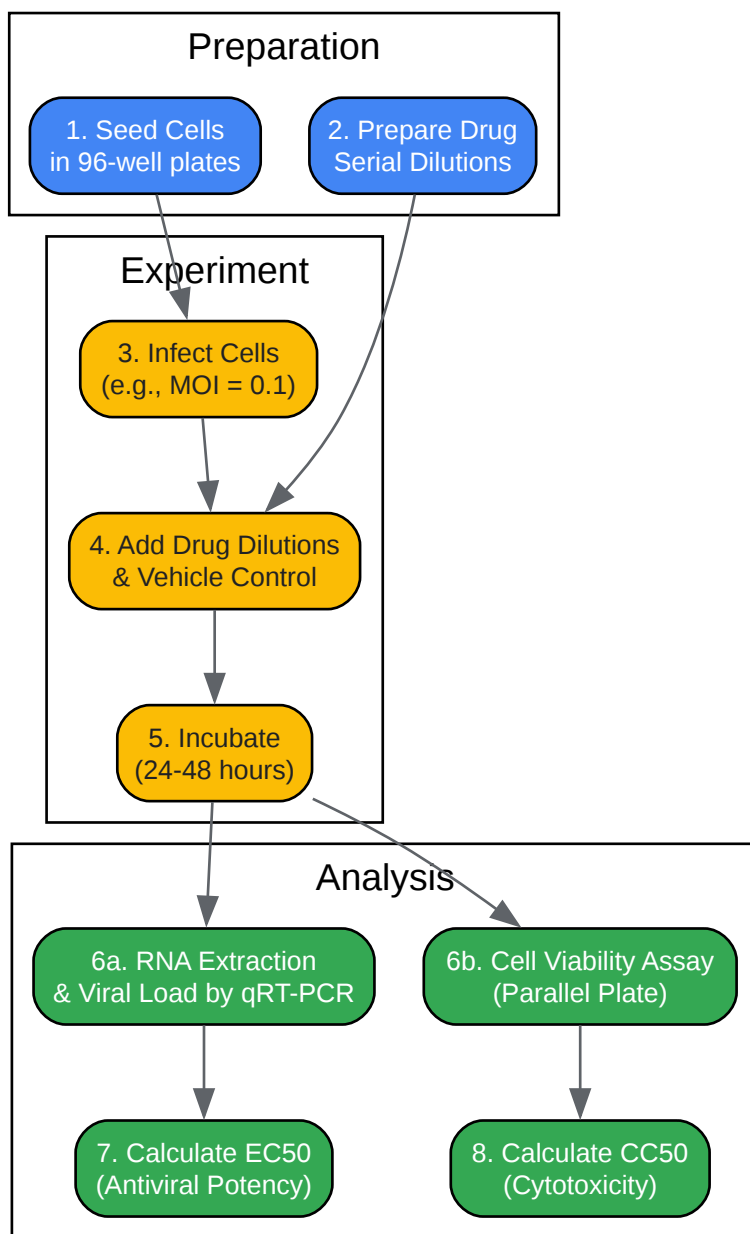 Preparation
1. Seed Cells
in 96-well plates
2. Prepare Drug
Serial Dilutions
Experiment
3. Infect Cells
(e.g., MOI = 0.1)
4. Add Drug Dilutions
& Vehicle Control
5. Incubate
(24-48 hours)
Analysis
6a. RNA Extraction
& Viral Load by qRT-PCR
6b. Cell Viability Assay
(Parallel Plate)
7. Calculate EC50
(Antiviral Potency)
8. Calculate CC50
(Cytotoxicity)